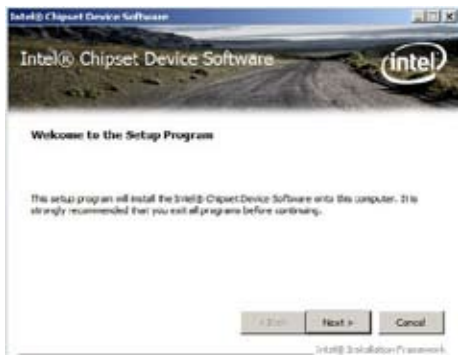 Intel® Chipset Device Software
Intel® Chipset Device Software
intel
Welcome to the Setup Program
This setup program will install the Intel® Chipset Device Software onto this computer. It is
strongly recommended that you exit all programs before continuing.
< Back
Next >
Cancel
Intel® Installation Framework